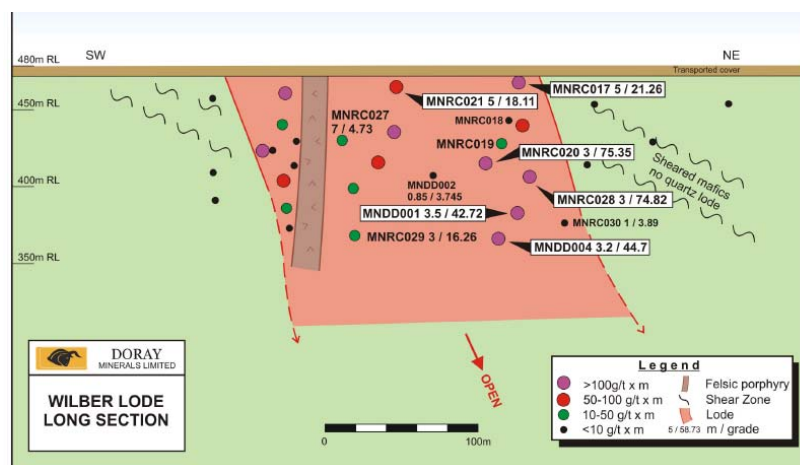 480m RL
SW
NE
Transported cover
450m RL
MNRC017 5 / 21.26
MNRC021 5 / 18.11
MNRC027
7 / 4.73
MNRC018
MNRC019
MNRC020 3 / 75.35
Sheared mafics
no quartz lode
400m RL
MNDD002
0.85 / 3.745
MNRC028 3 / 74.82
MNDD001 3.5 / 42.72
MNRC030 1 / 3.89
MNRC029 3 / 16.26
MNDD004 3.2 / 44.7
350m RL
OPEN
DORAY
MINERALS LIMITED
WILBER LODE
LONG SECTION
0
100m
Legend
>100g/t x m
Felsic porphyry
50-100 g/t x m
Shear Zone
10-50 g/t x m
Lode
<10 g/t x m
5 / 58.73 m / grade